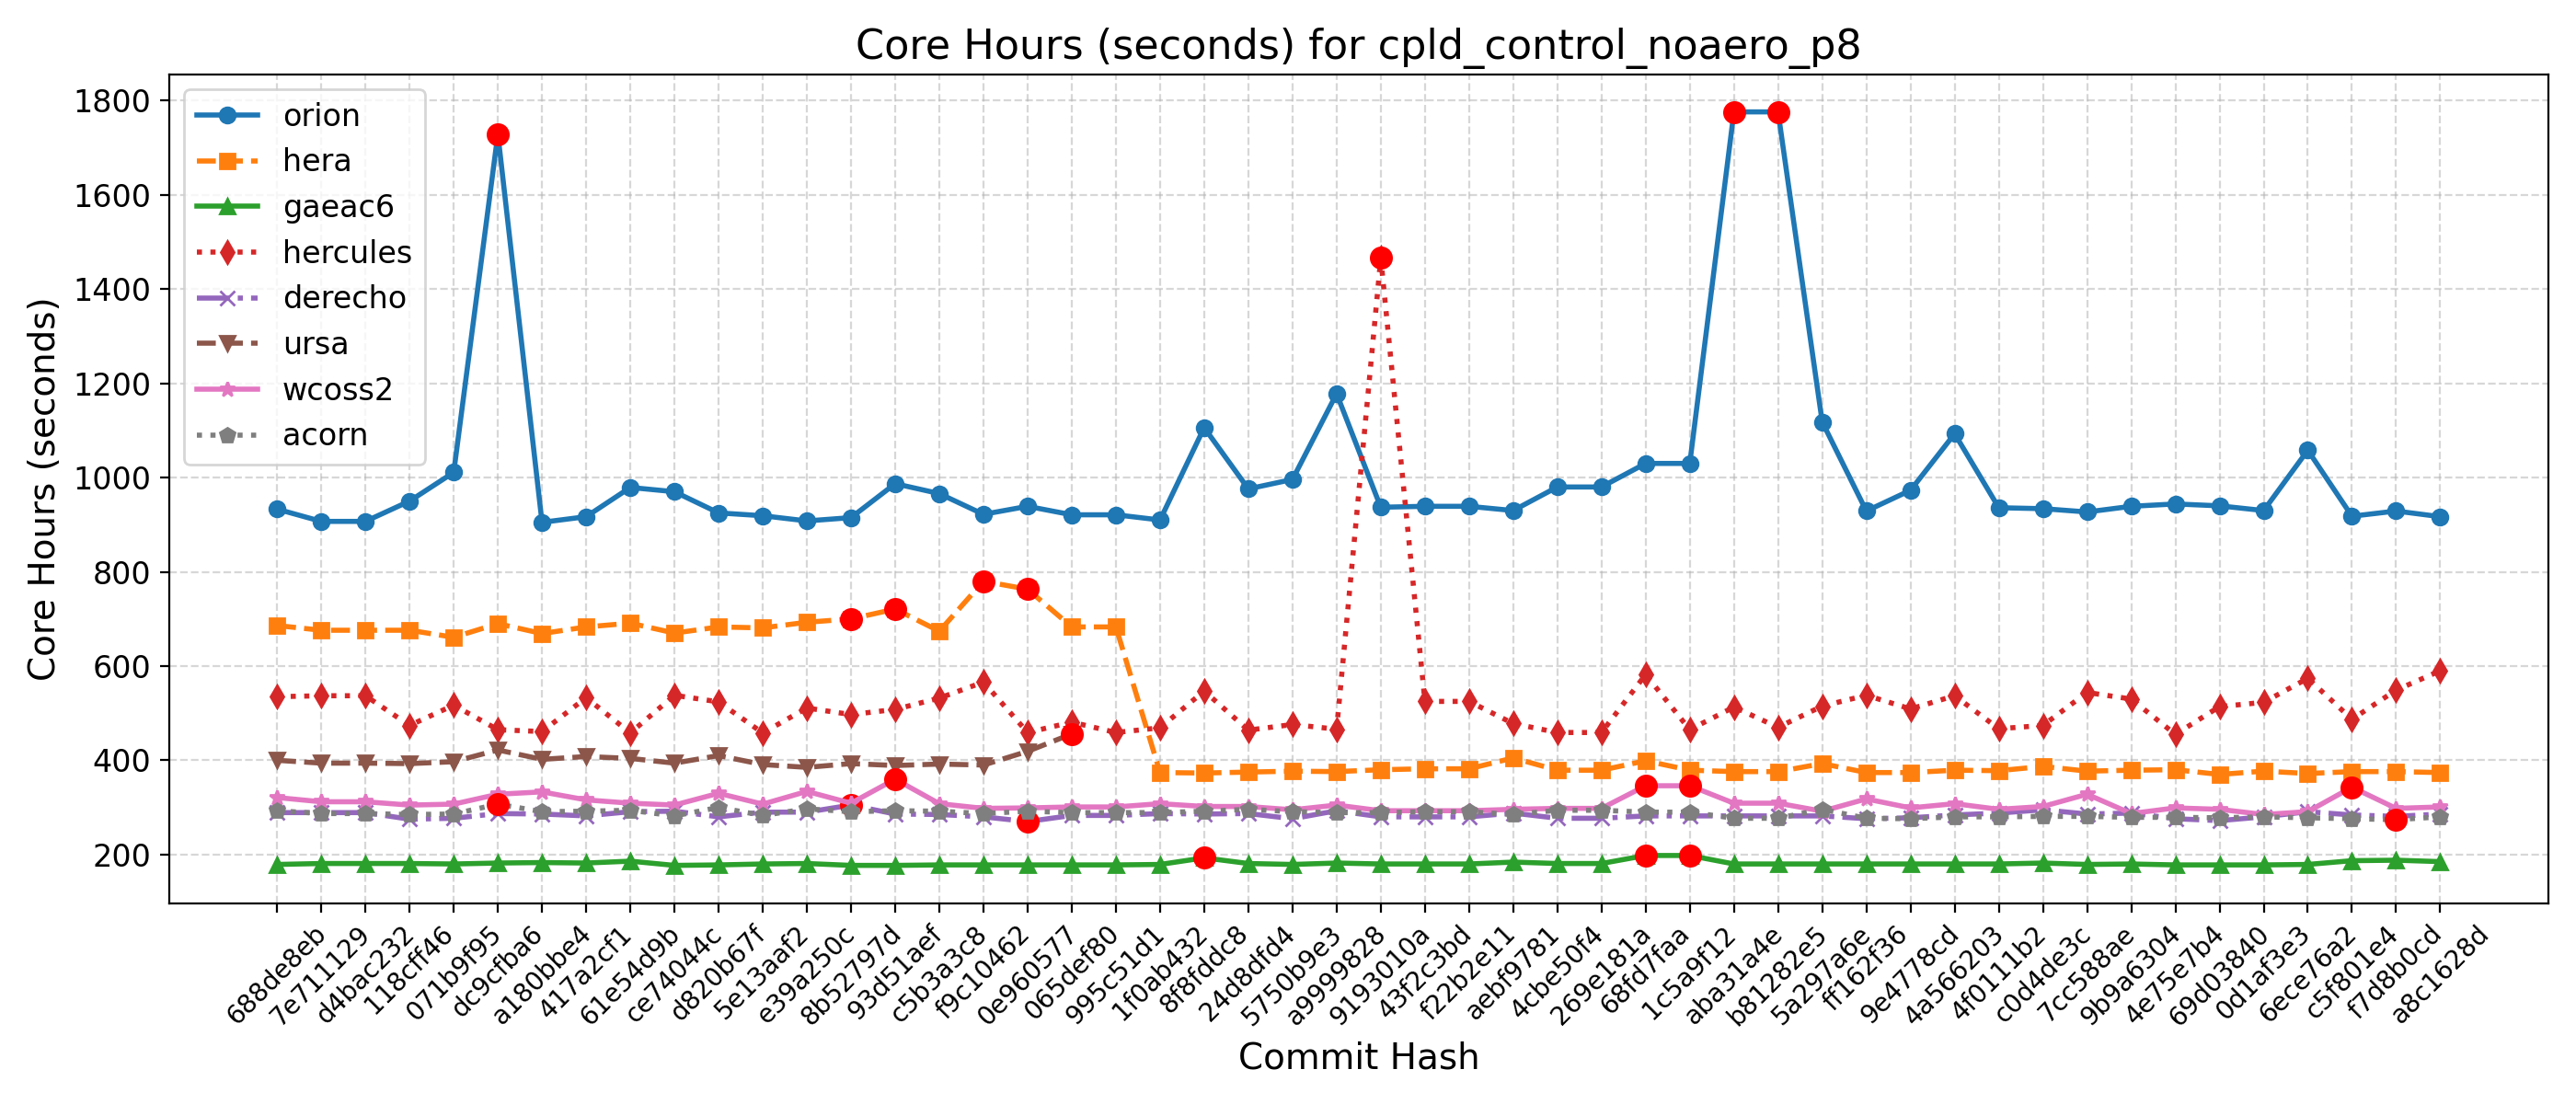 Core Hours (seconds) for cpld_control_noaero_p8
Core Hours (seconds)
1800
1600
1400
1200
1000
800
600
400
200
orion
hera
gaeac6
hercules
derecho
ursa
wcoss2
acorn
688de8eb
7e711129
d4bac232
118cff46
071b9f95
dc9cfba6
a180bbe4
417a2cf1
61e54d9b
ce74044c
d820b67f
5e13aaf2
e39a250c
8b52797d
93d51aef
c5b3a3c8
f9c10462
0e960577
065def80
995c51d1
1f0ab432
8f8fddc8
24d8dfd4
5750b9e3
a9999828
9193010a
43f2c3bd
f22b2e11
aebf9781
4cbe50f4
269e181a
68fd7faa
1c5a9f12
aba31a4e
b81282e5
5a297a6e
ff162f36
9e4778cd
4a566203
4f0111b2
c0d4de3c
7cc588ae
9b9a6304
4e75e7b4
69d03840
0d1af3e3
6ece76a2
c5f801e4
f7d8b0cd
a8c1628d
Commit Hash